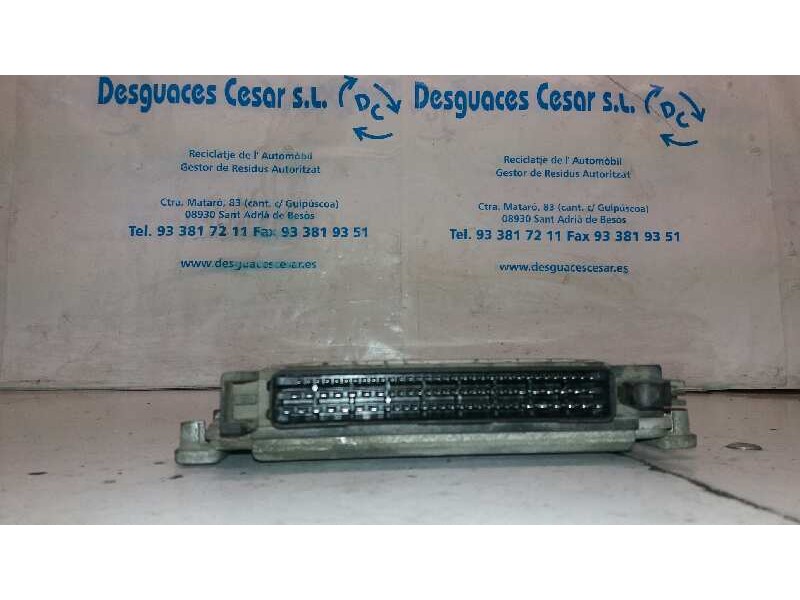 Desguaces Cesar S.L. DC
Reciclatje de l' Automòbil
Gestor de Residus Autoritzat
Ctra. Mataró, 83 (cant. c/ Guipúscoa)
08930 Sant Adrià de Besòs
Tel. 93 381 72 11 Fax 93 381 93 51
www.desguacescesar.es
Desguaces Cesar S.L. DC
Reciclatje de l' Automòbil
Gestor de Residus Autoritzat
Ctra. Mataró, 83 (cant. c/ Guipúscoa)
08930 Sant Adrià de Besòs
Tel. 93 381 72 11 Fax 93 381 93 51
www.desguacescesar.es